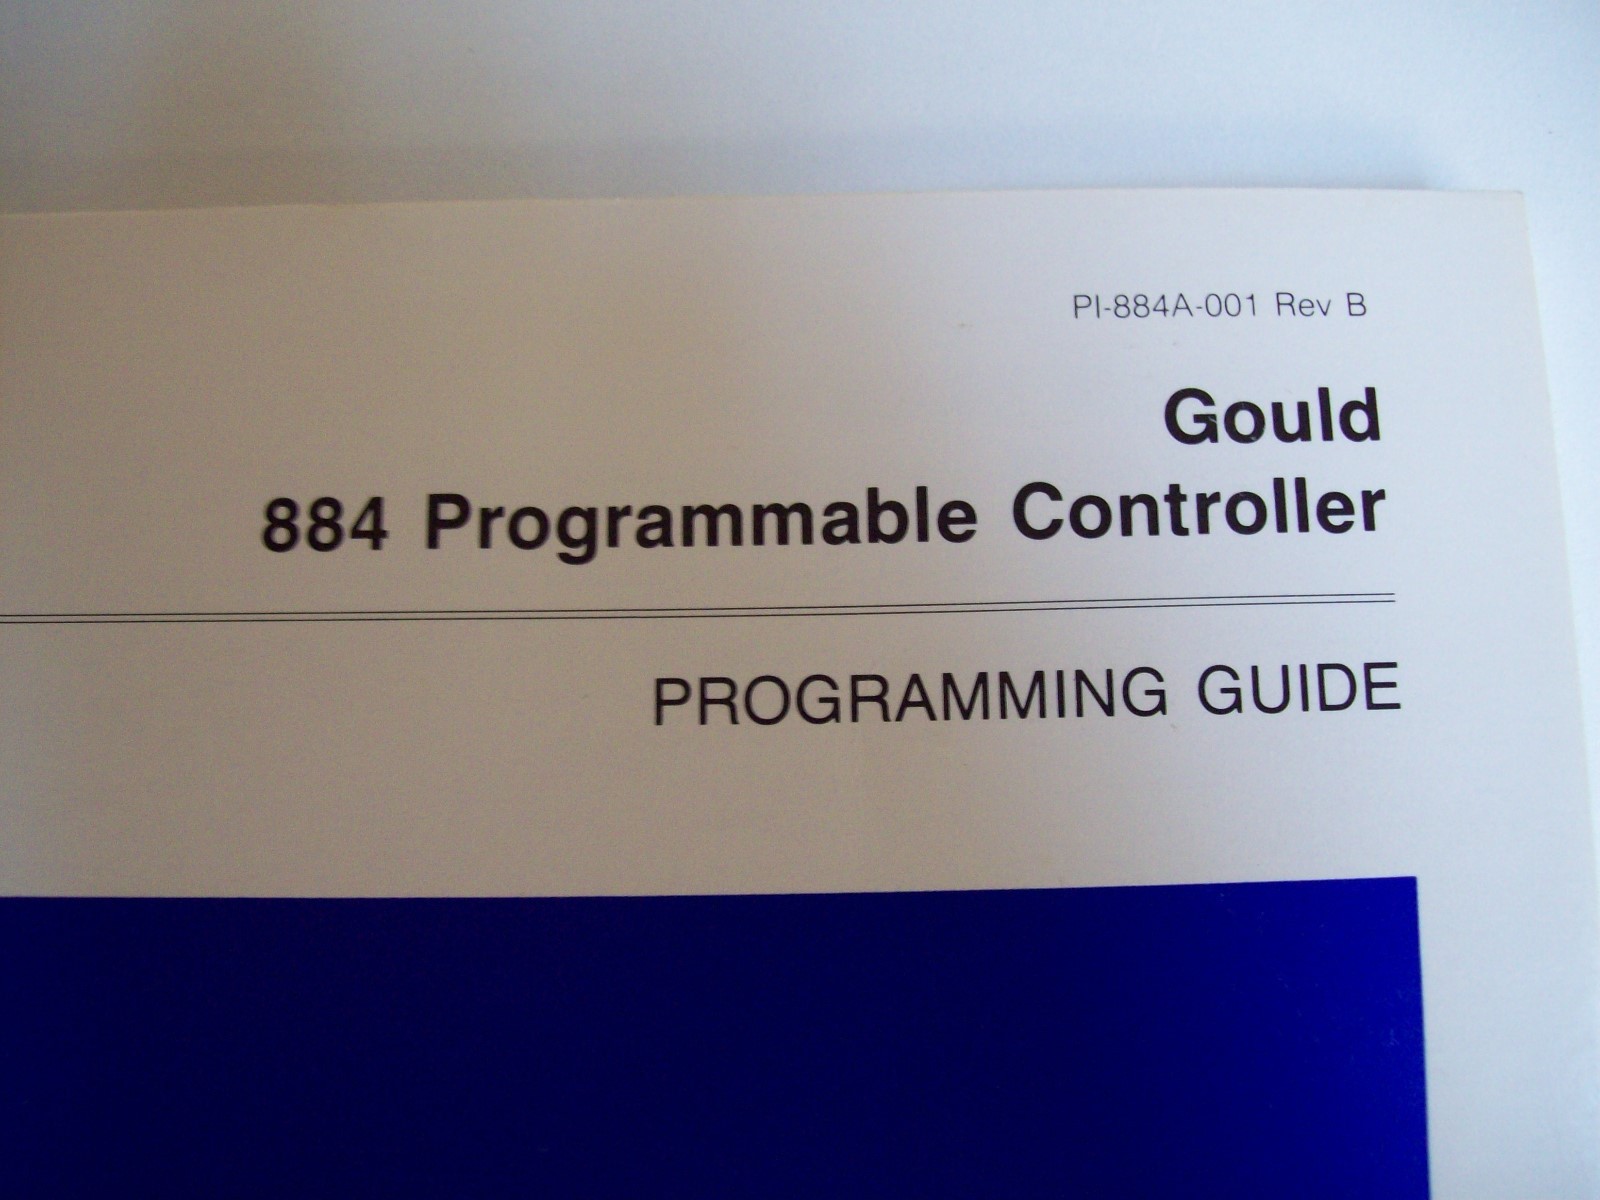 PI-884A-001 Rev B
Gould
884 Programmable Controller
PROGRAMMING GUIDE